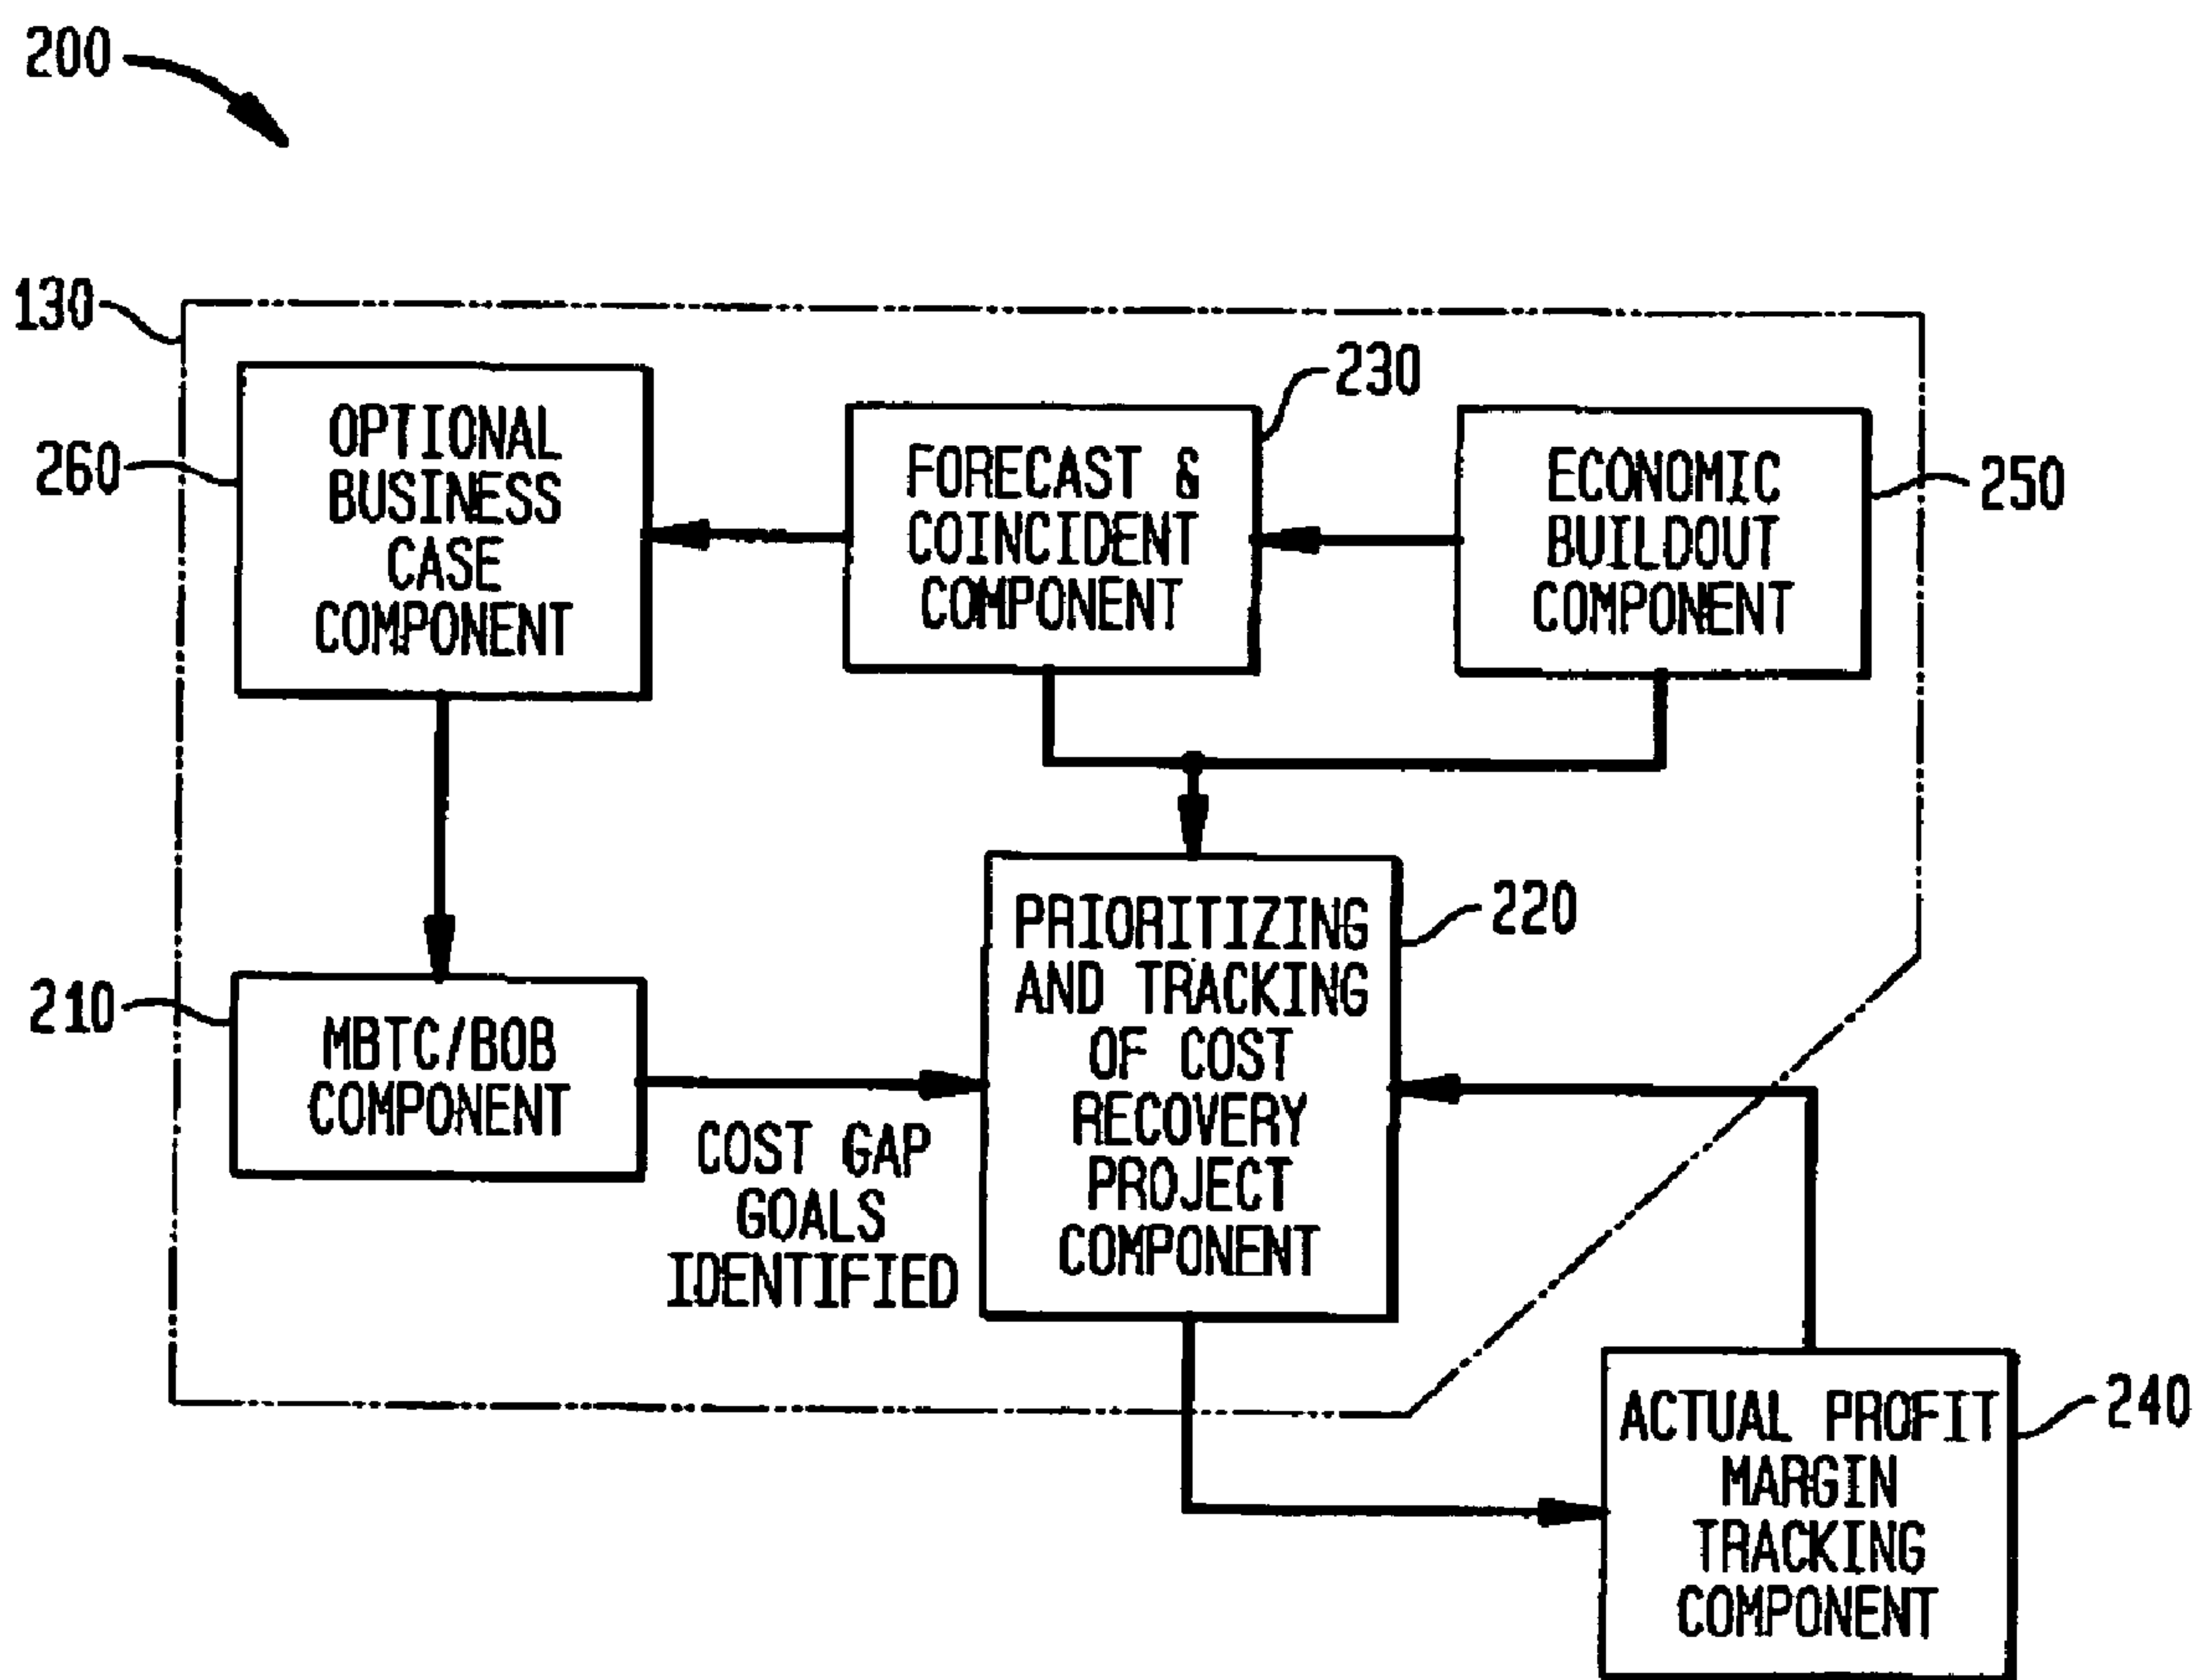 200
130
260
OPTIONAL
BUSINESS
CASE
COMPONENT
230
FORECAST &
COINCIDENT
COMPONENT
250
ECONOMIC
BUILDOUT
COMPONENT
210
MBTC/BOB
COMPONENT
COST GAP
GOALS
IDENTIFIED
220
PRIORITIZING
AND TRACKING
OF COST
RECOVERY
PROJECT
COMPONENT
240
ACTUAL PROFIT
MARGIN
TRACKING
COMPONENT